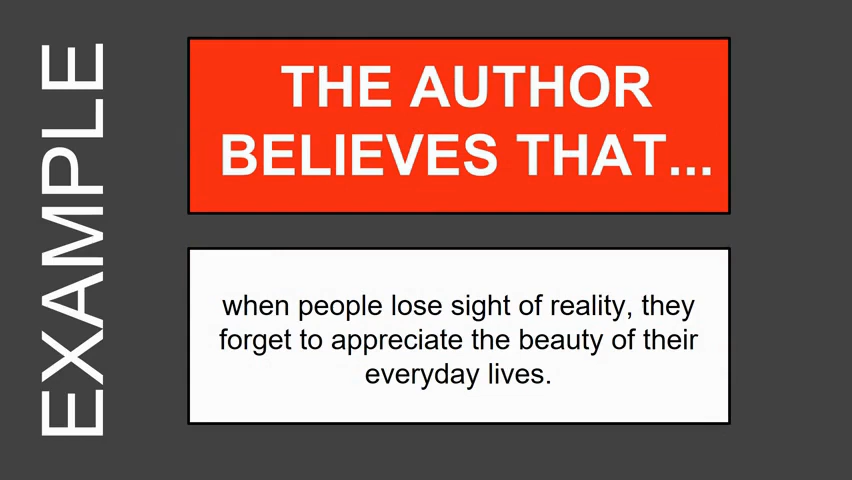 EXAMPLE
THE AUTHOR
BELIEVES THAT...
when people lose sight of reality, they
forget to appreciate the beauty of their
everyday lives.